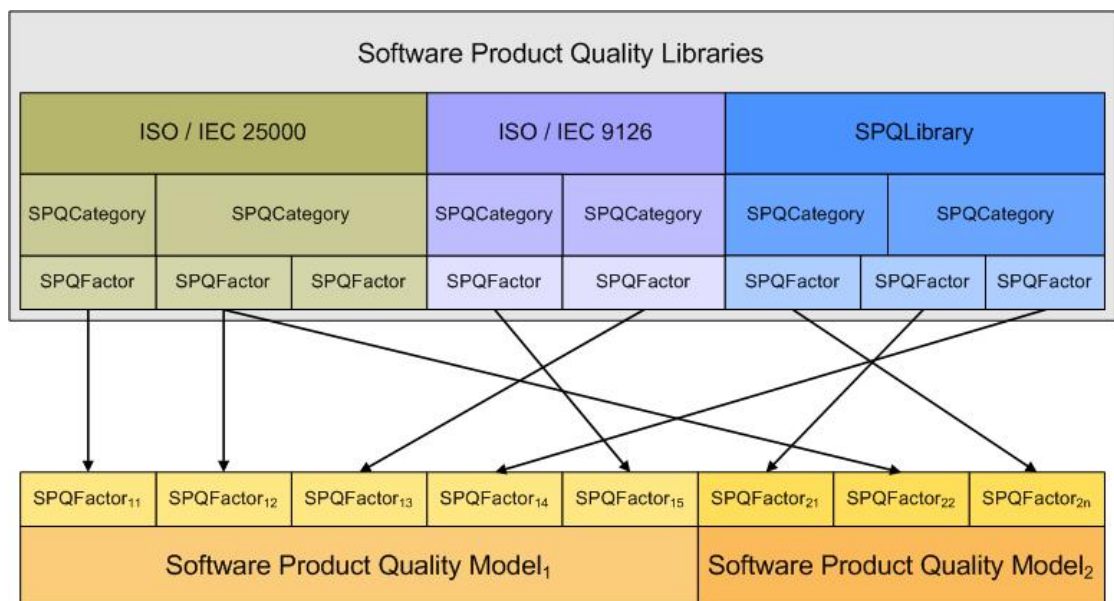 Software Product Quality Libraries
ISO / IEC 25000 ISO / IEC 9126 SPQLibrary
SPQCategory SPQCategory SPQCategory SPQCategory SPQCategory SPQCategory
SPQFactor SPQFactor SPQFactor SPQFactor SPQFactor SPQFactor SPQFactor SPQFactor
SPQFactor₁₁ SPQFactor₁₂ SPQFactor₁₃ SPQFactor₁₄ SPQFactor₁₅ SPQFactor₂₁ SPQFactor₂₂ SPQFactor₂ₙ
Software Product Quality Model₁ Software Product Quality Model₂